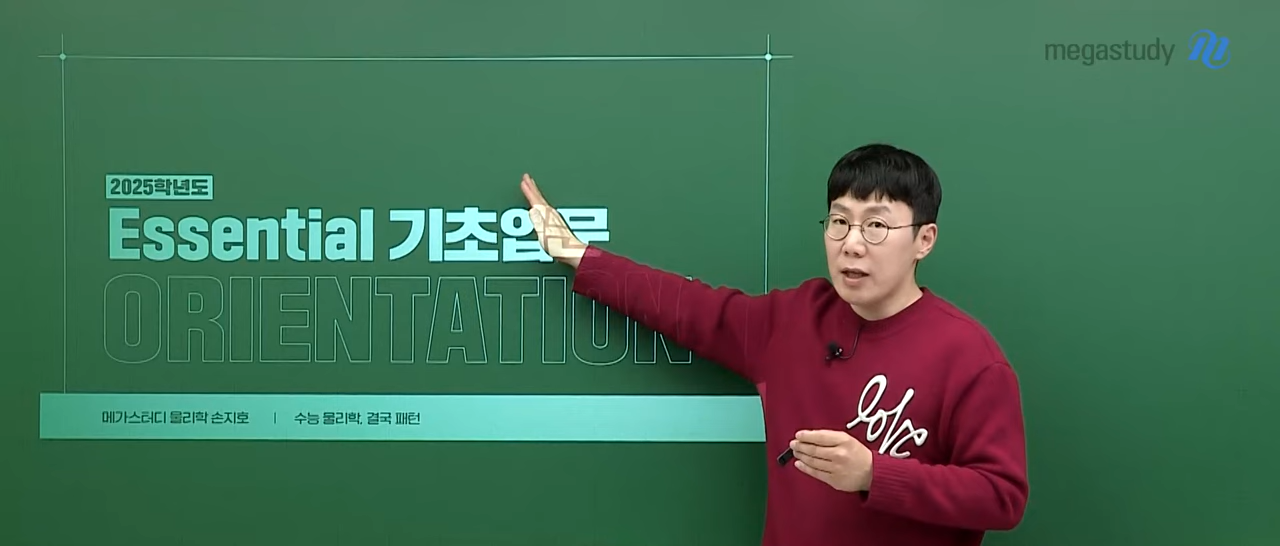 megastudy
2025학년도
Essential 기초입문
ORIENTATION
메가스터디 물리학 손지호 | 수능 물리학, 결국 패턴
love